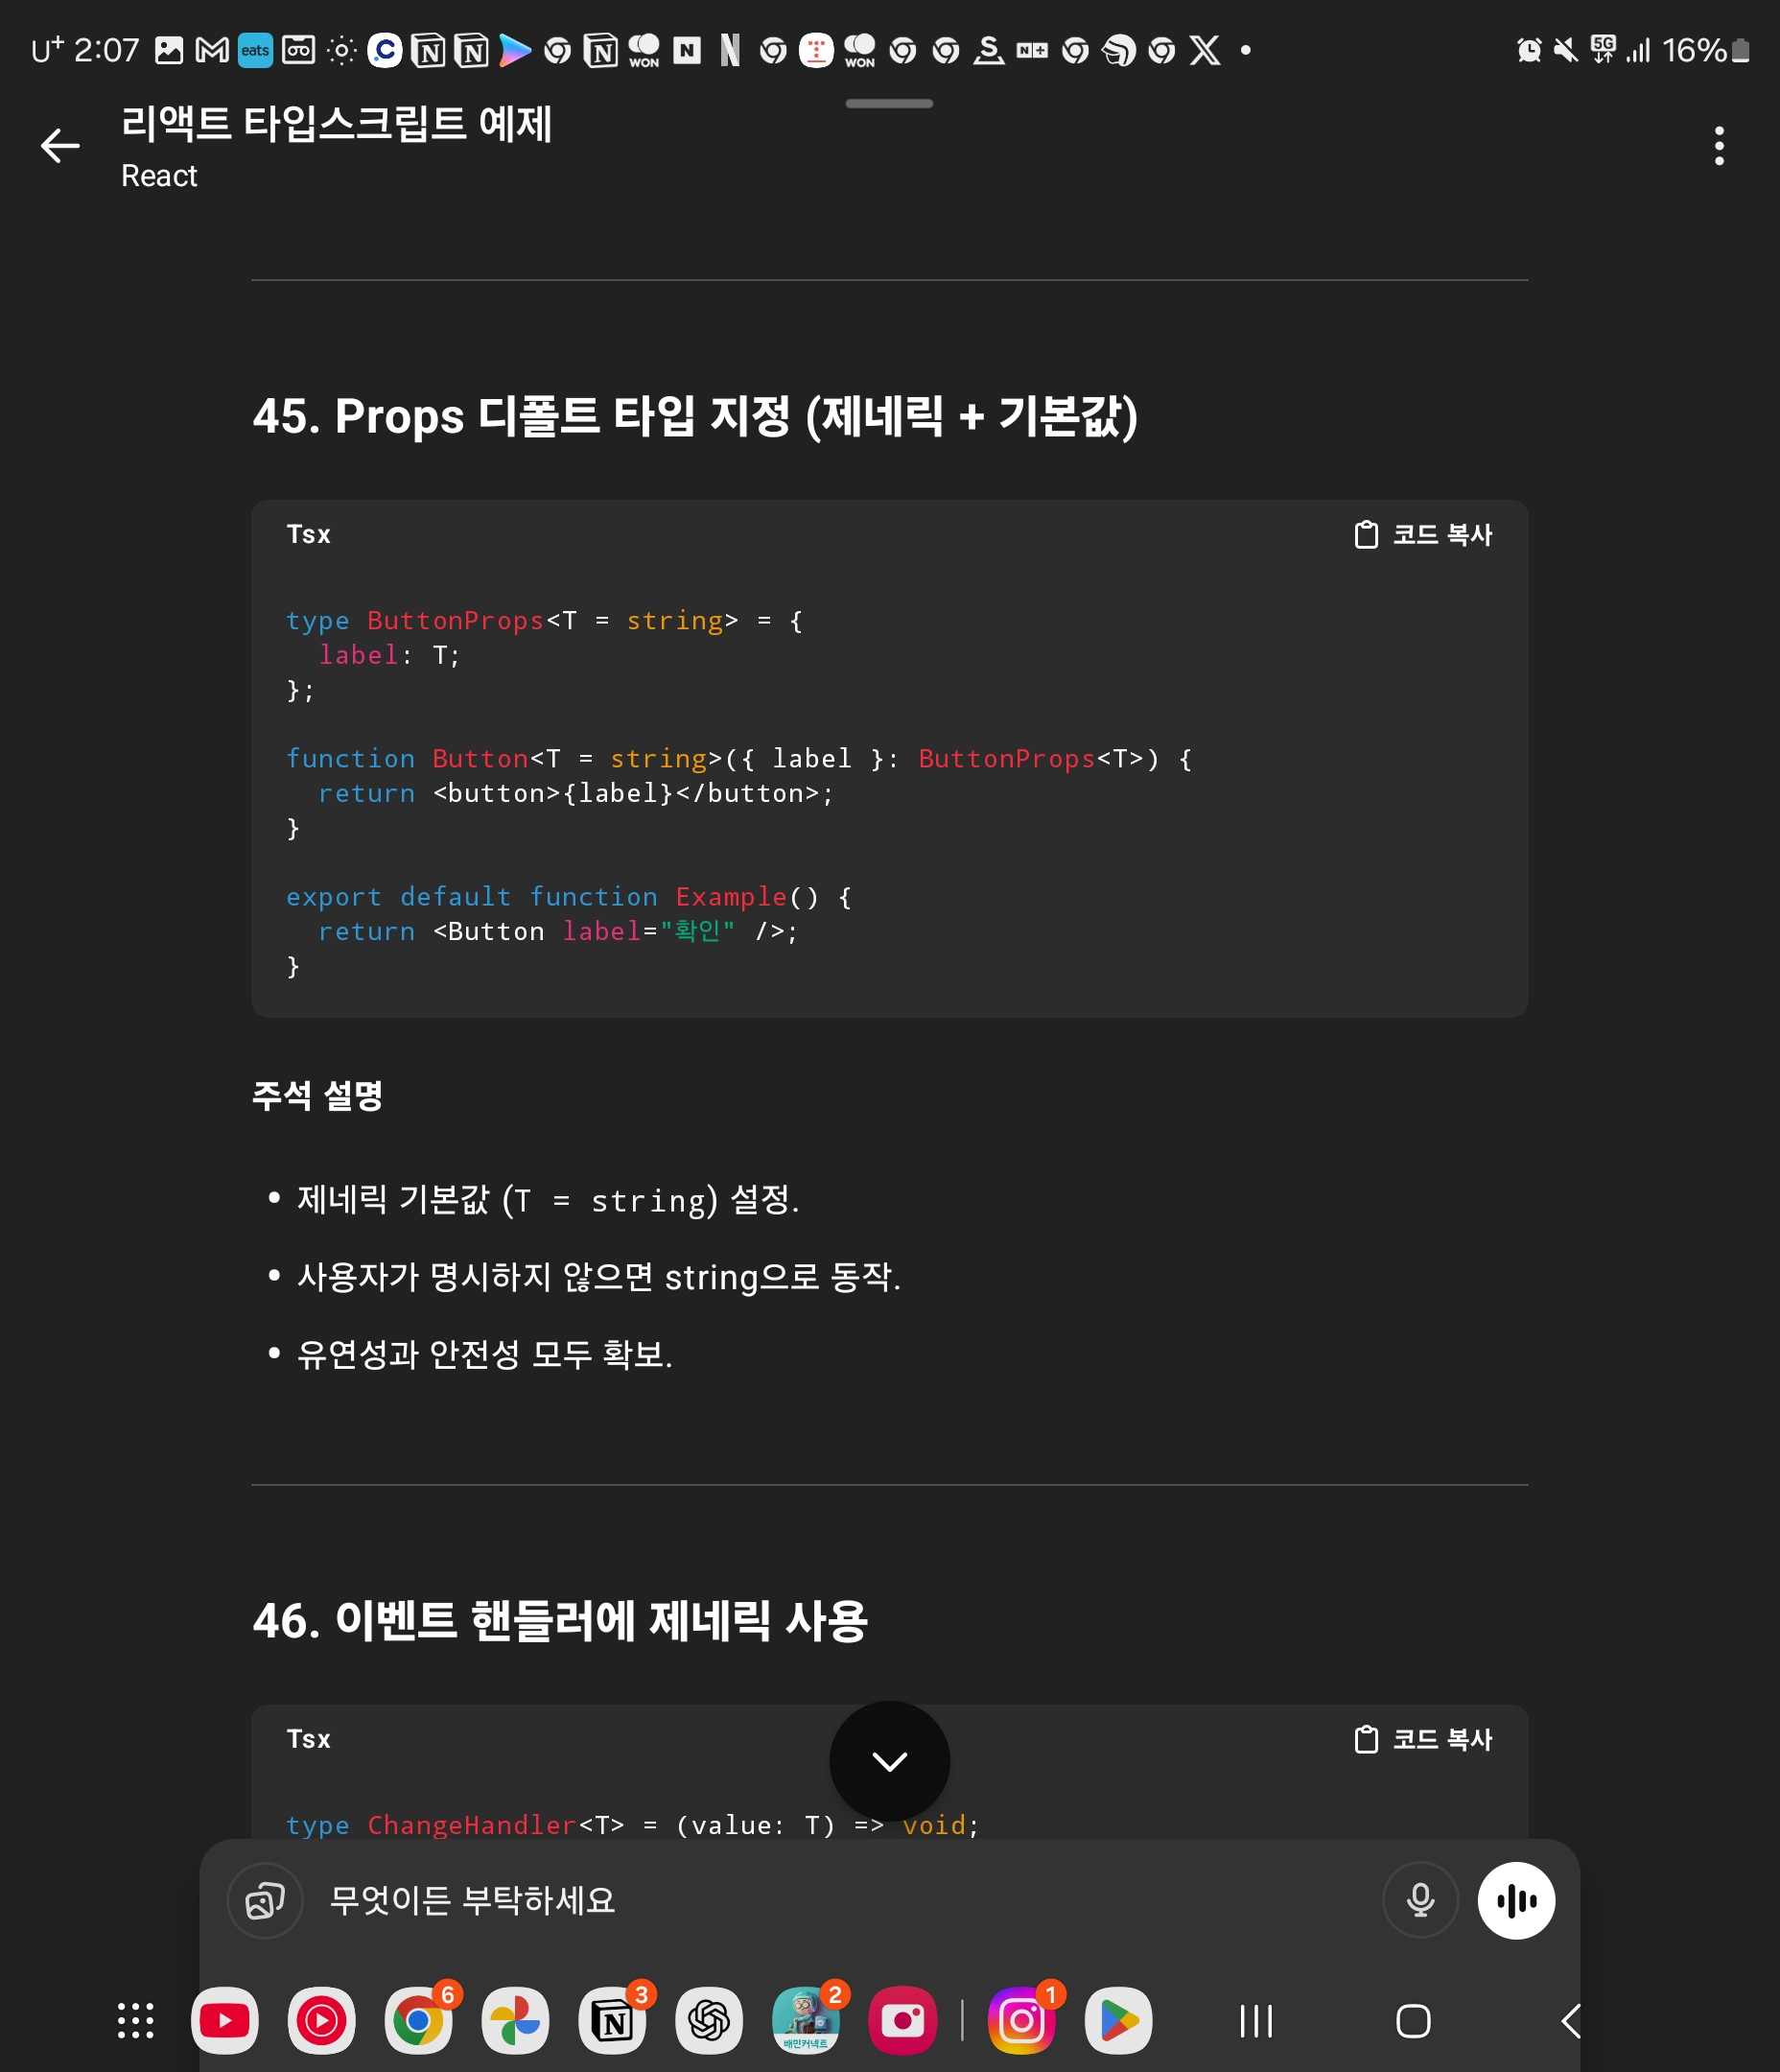 U+ 2:07 eats WON N WON N+ 5G 16%
리액트 타입스크립트 예제
React
45. Props 디폴트 타입 지정 (제네릭 + 기본값)
Tsx 코드 복사
type ButtonProps<T = string> = {
  label: T;
};
function Button<T = string>({ label }: ButtonProps<T>) {
  return <button>{label}</button>;
}
export default function Example() {
  return <Button label="확인" />;
}
주석 설명
• 제네릭 기본값 (T = string) 설정.
• 사용자가 명시하지 않으면 string으로 동작.
• 유연성과 안전성 모두 확보.
46. 이벤트 핸들러에 제네릭 사용
Tsx 코드 복사
type ChangeHandler<T> = (value: T) => void;
무엇이든 부탁하세요
6 3 2 1
배민커넥트